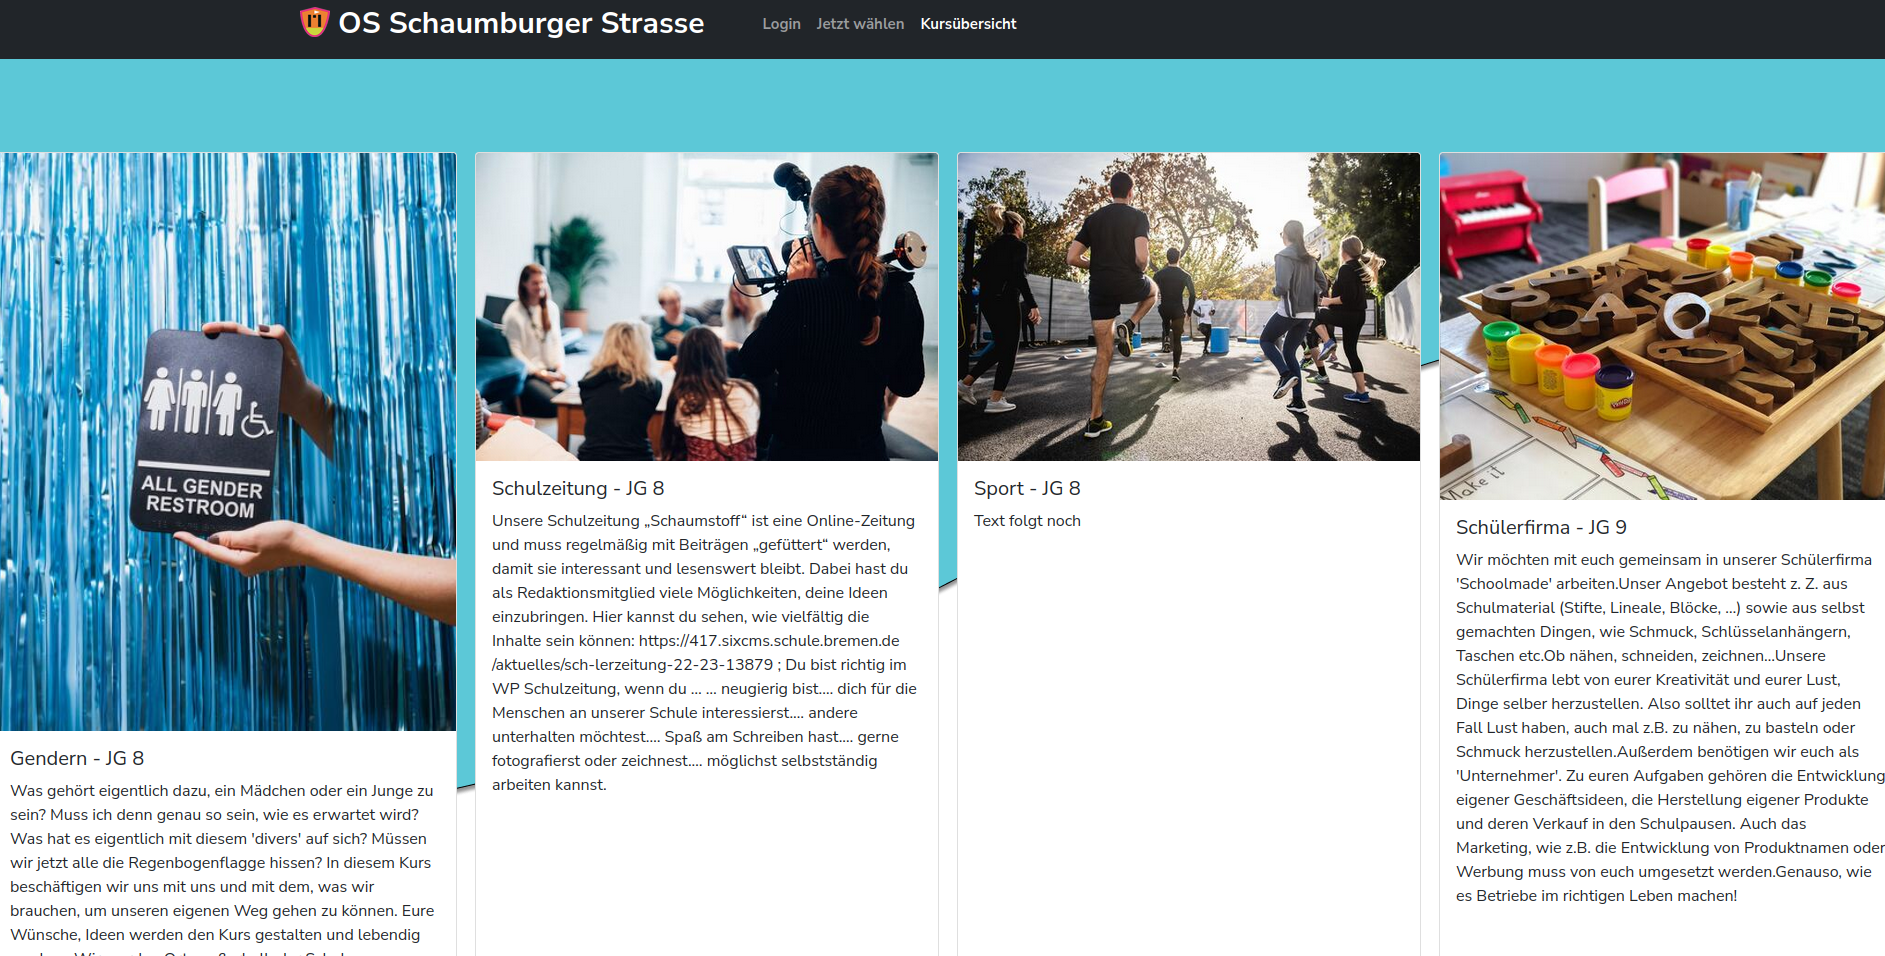 OS Schaumburger Strasse
Login Jetzt wählen Kursübersicht
ALL GENDER
RESTROOM
Gendern - JG 8
Was gehört eigentlich dazu, ein Mädchen oder ein Junge zu
sein? Muss ich denn genau so sein, wie es erwartet wird?
Was hat es eigentlich mit diesem 'divers' auf sich? Müssen
wir jetzt alle die Regenbogenflagge hissen? In diesem Kurs
beschäftigen wir uns mit uns und mit dem, was wir
brauchen, um unseren eigenen Weg gehen zu können. Eure
Wünsche, Ideen werden den Kurs gestalten und lebendig
Schulzeitung - JG 8
Unsere Schulzeitung „Schaumstoff“ ist eine Online-Zeitung
und muss regelmäßig mit Beiträgen „gefüttert“ werden,
damit sie interessant und lesenswert bleibt. Dabei hast du
als Redaktionsmitglied viele Möglichkeiten, deine Ideen
einzubringen. Hier kannst du sehen, wie vielfältig die
Inhalte sein können: https://417.sixcms.schule.bremen.de
/aktuelles/sch-lerzeitung-22-23-13879 ; Du bist richtig im
WP Schulzeitung, wenn du ... ... neugierig bist.... dich für die
Menschen an unserer Schule interessierst.... andere
unterhalten möchtest.... Spaß am Schreiben hast.... gerne
fotografierst oder zeichnest.... möglichst selbstständig
arbeiten kannst.
Sport - JG 8
Text folgt noch
Make it
Schülerfirma - JG 9
Wir möchten mit euch gemeinsam in unserer Schülerfirma
'Schoolmade' arbeiten.Unser Angebot besteht z. Z. aus
Schulmaterial (Stifte, Lineale, Blöcke, ...) sowie aus selbst
gemachten Dingen, wie Schmuck, Schlüsselanhängern,
Taschen etc.Ob nähen, schneiden, zeichnen...Unsere
Schülerfirma lebt von eurer Kreativität und eurer Lust,
Dinge selber herzustellen. Also solltet ihr auch auf jeden
Fall Lust haben, auch mal z.B. zu nähen, zu basteln oder
Schmuck herzustellen.Außerdem benötigen wir euch als
'Unternehmer'. Zu euren Aufgaben gehören die Entwicklung
eigener Geschäftsideen, die Herstellung eigener Produkte
und deren Verkauf in den Schulpausen. Auch das
Marketing, wie z.B. die Entwicklung von Produktnamen oder
Werbung muss von euch umgesetzt werden.Genauso, wie
es Betriebe im richtigen Leben machen!